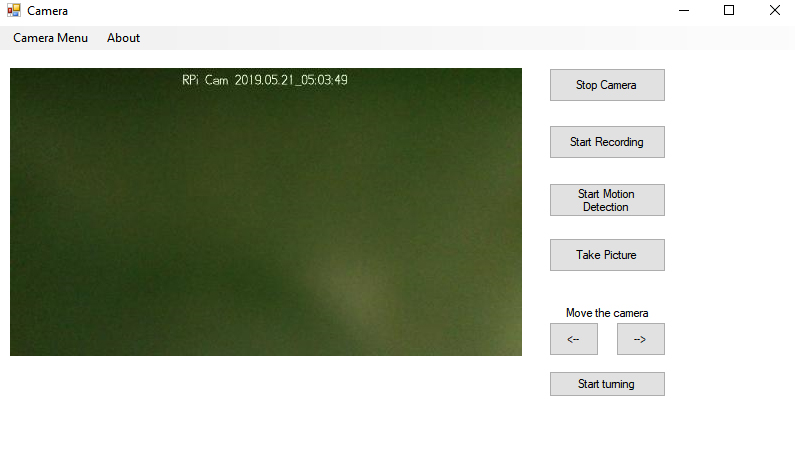 Camera
Camera Menu About
RPi Cam 2019.05.21_05:03:49
Stop Camera
Start Recording
Start Motion
Detection
Take Picture
Move the camera
<-- -->
Start turning